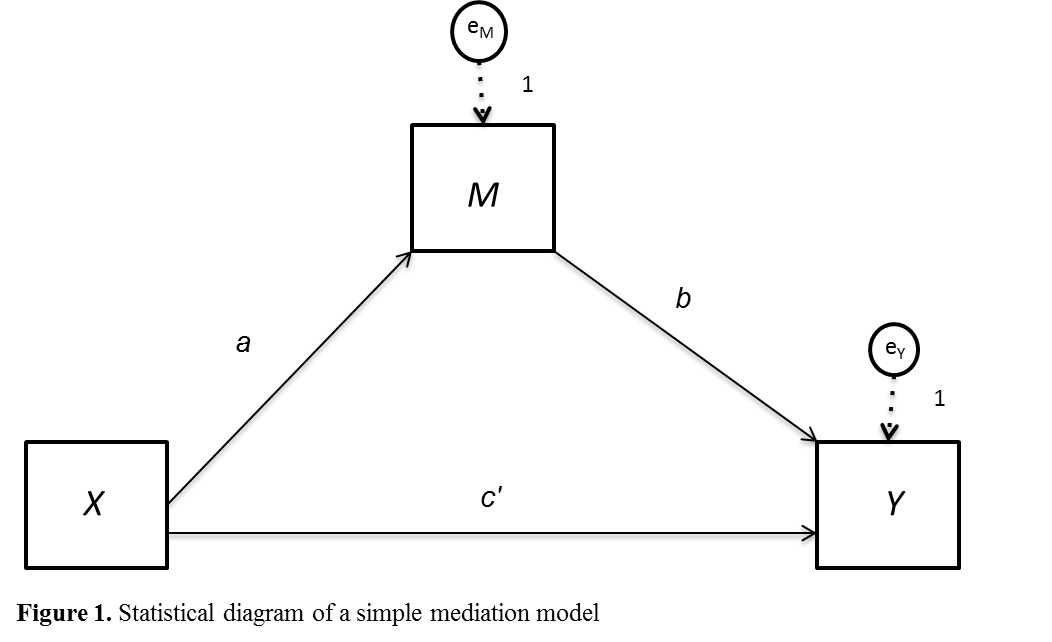 eM
1
M
b
a
eY
1
X
c'
Y
Figure 1. Statistical diagram of a simple mediation model